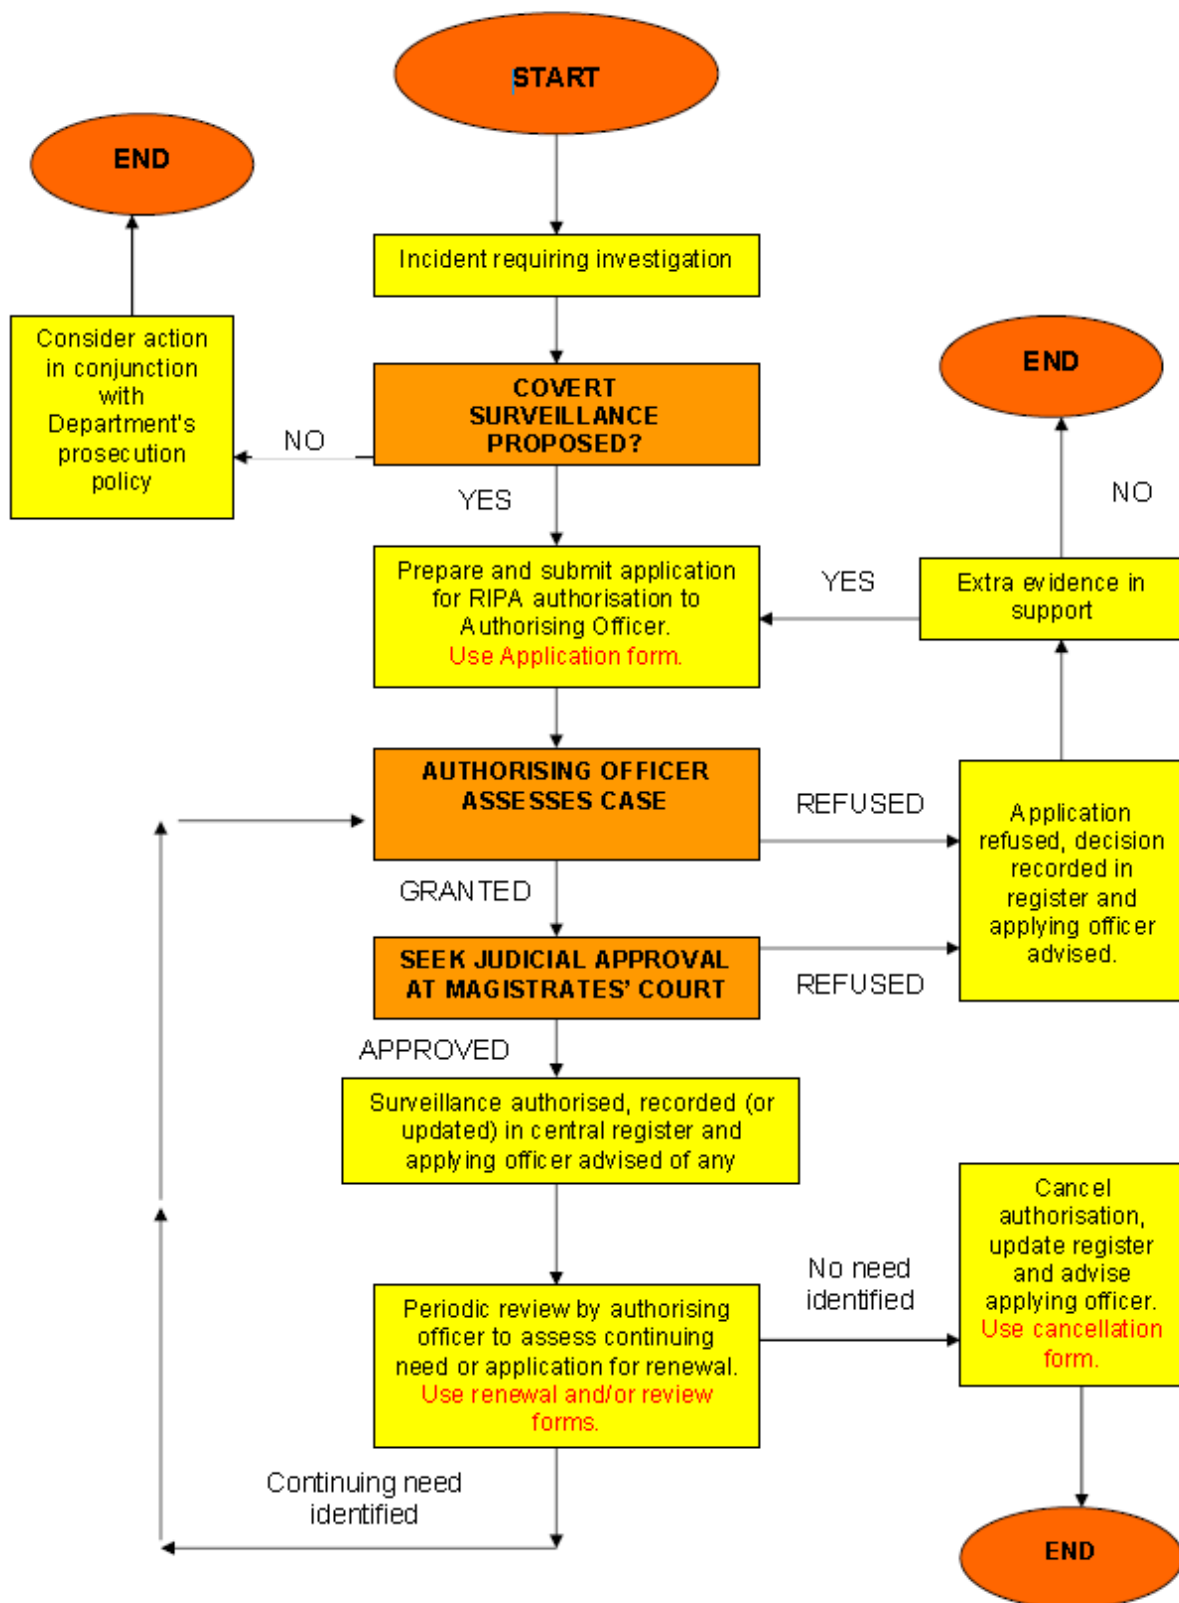 START
END
Incident requiring investigation
Consider action
in conjunction
with
Department's
prosecution
policy
NO
COVERT
SURVEILLANCE
PROPOSED?
END
YES
NO
Prepare and submit application
for RIPA authorisation to
Authorising Officer.
Use Application form.
YES
Extra evidence in
support
AUTHORISING OFFICER
ASSESSES CASE
REFUSED
Application
refused, decision
recorded in
register and
applying officer
advised.
GRANTED
SEEK JUDICIAL APPROVAL
AT MAGISTRATES’ COURT
REFUSED
APPROVED
Surveillance authorised, recorded (or
updated) in central register and
applying officer advised of any
Periodic review by authorising
officer to assess continuing
need or application for renewal.
Use renewal and/or review
forms.
No need
identified
Cancel
authorisation,
update register
and advise
applying officer.
Use cancellation
form.
Continuing need
identified
END